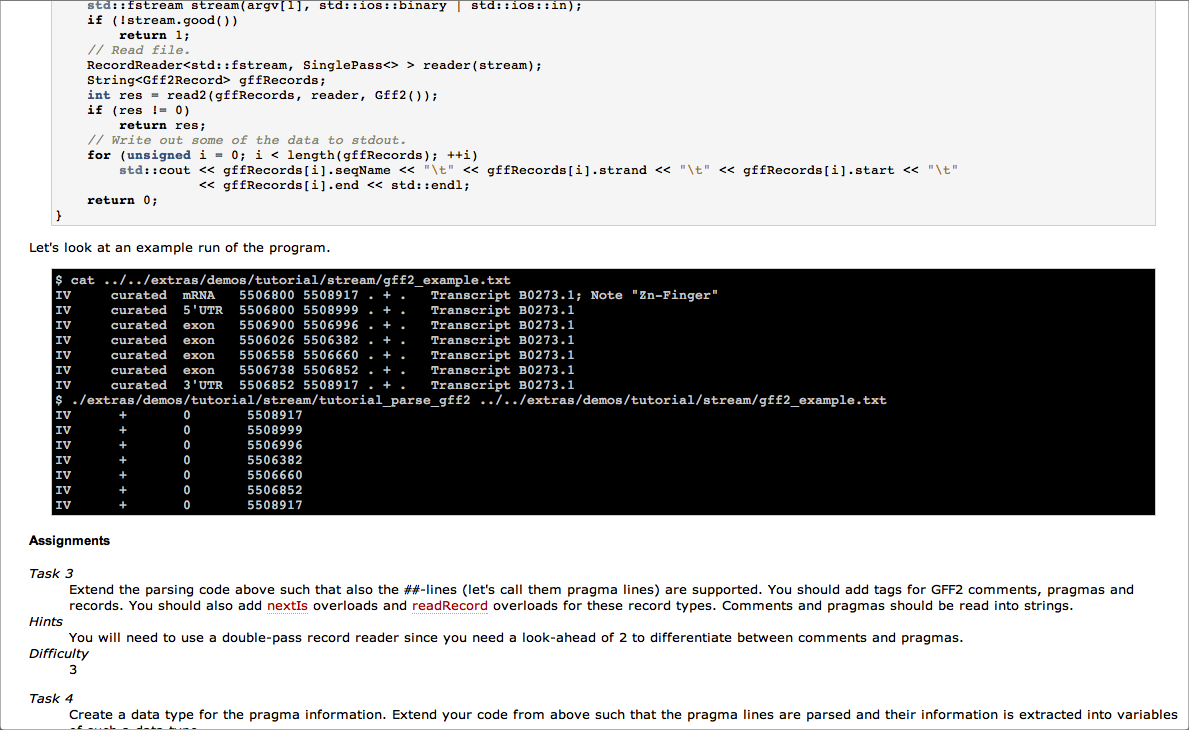 std::fstream stream(argv[1], std::ios::binary | std::ios::in);
if (!stream.good())
return 1;
// Read file.
RecordReader<std::fstream, SinglePass<> > reader(stream);
String<Gff2Record> gffRecords;
int res = read2(gffRecords, reader, Gff2());
if (res != 0)
return res;
// Write out some of the data to stdout.
for (unsigned i = 0; i < length(gffRecords); ++i)
std::cout << gffRecords[i].seqName << "\t" << gffRecords[i].strand << "\t" << gffRecords[i].start << "\t"
<< gffRecords[i].end << std::endl;
return 0;
}
Let's look at an example run of the program.
$ cat ../../extras/demos/tutorial/stream/gff2_example.txt
IV curated mRNA 5506800 5508917 . + . Transcript B0273.1; Note "Zn-Finger"
IV curated 5'UTR 5506800 5508999 . + . Transcript B0273.1
IV curated exon 5506900 5506996 . + . Transcript B0273.1
IV curated exon 5506026 5506382 . + . Transcript B0273.1
IV curated exon 5506558 5506660 . + . Transcript B0273.1
IV curated exon 5506738 5506852 . + . Transcript B0273.1
IV curated 3'UTR 5506852 5508917 . + . Transcript B0273.1
$ ./extras/demos/tutorial/stream/tutorial_parse_gff2 ../../extras/demos/tutorial/stream/gff2_example.txt
IV + 0 5508917
IV + 0 5508999
IV + 0 5506996
IV + 0 5506382
IV + 0 5506660
IV + 0 5506852
IV + 0 5508917
Assignments
Task 3
Extend the parsing code above such that also the ##-lines (let's call them pragma lines) are supported. You should add tags for GFF2 comments, pragmas and
records. You should also add nextIs overloads and readRecord overloads for these record types. Comments and pragmas should be read into strings.
Hints
You will need to use a double-pass record reader since you need a look-ahead of 2 to differentiate between comments and pragmas.
Difficulty
3
Task 4
Create a data type for the pragma information. Extend your code from above such that the pragma lines are parsed and their information is extracted into variables
of such a data type.